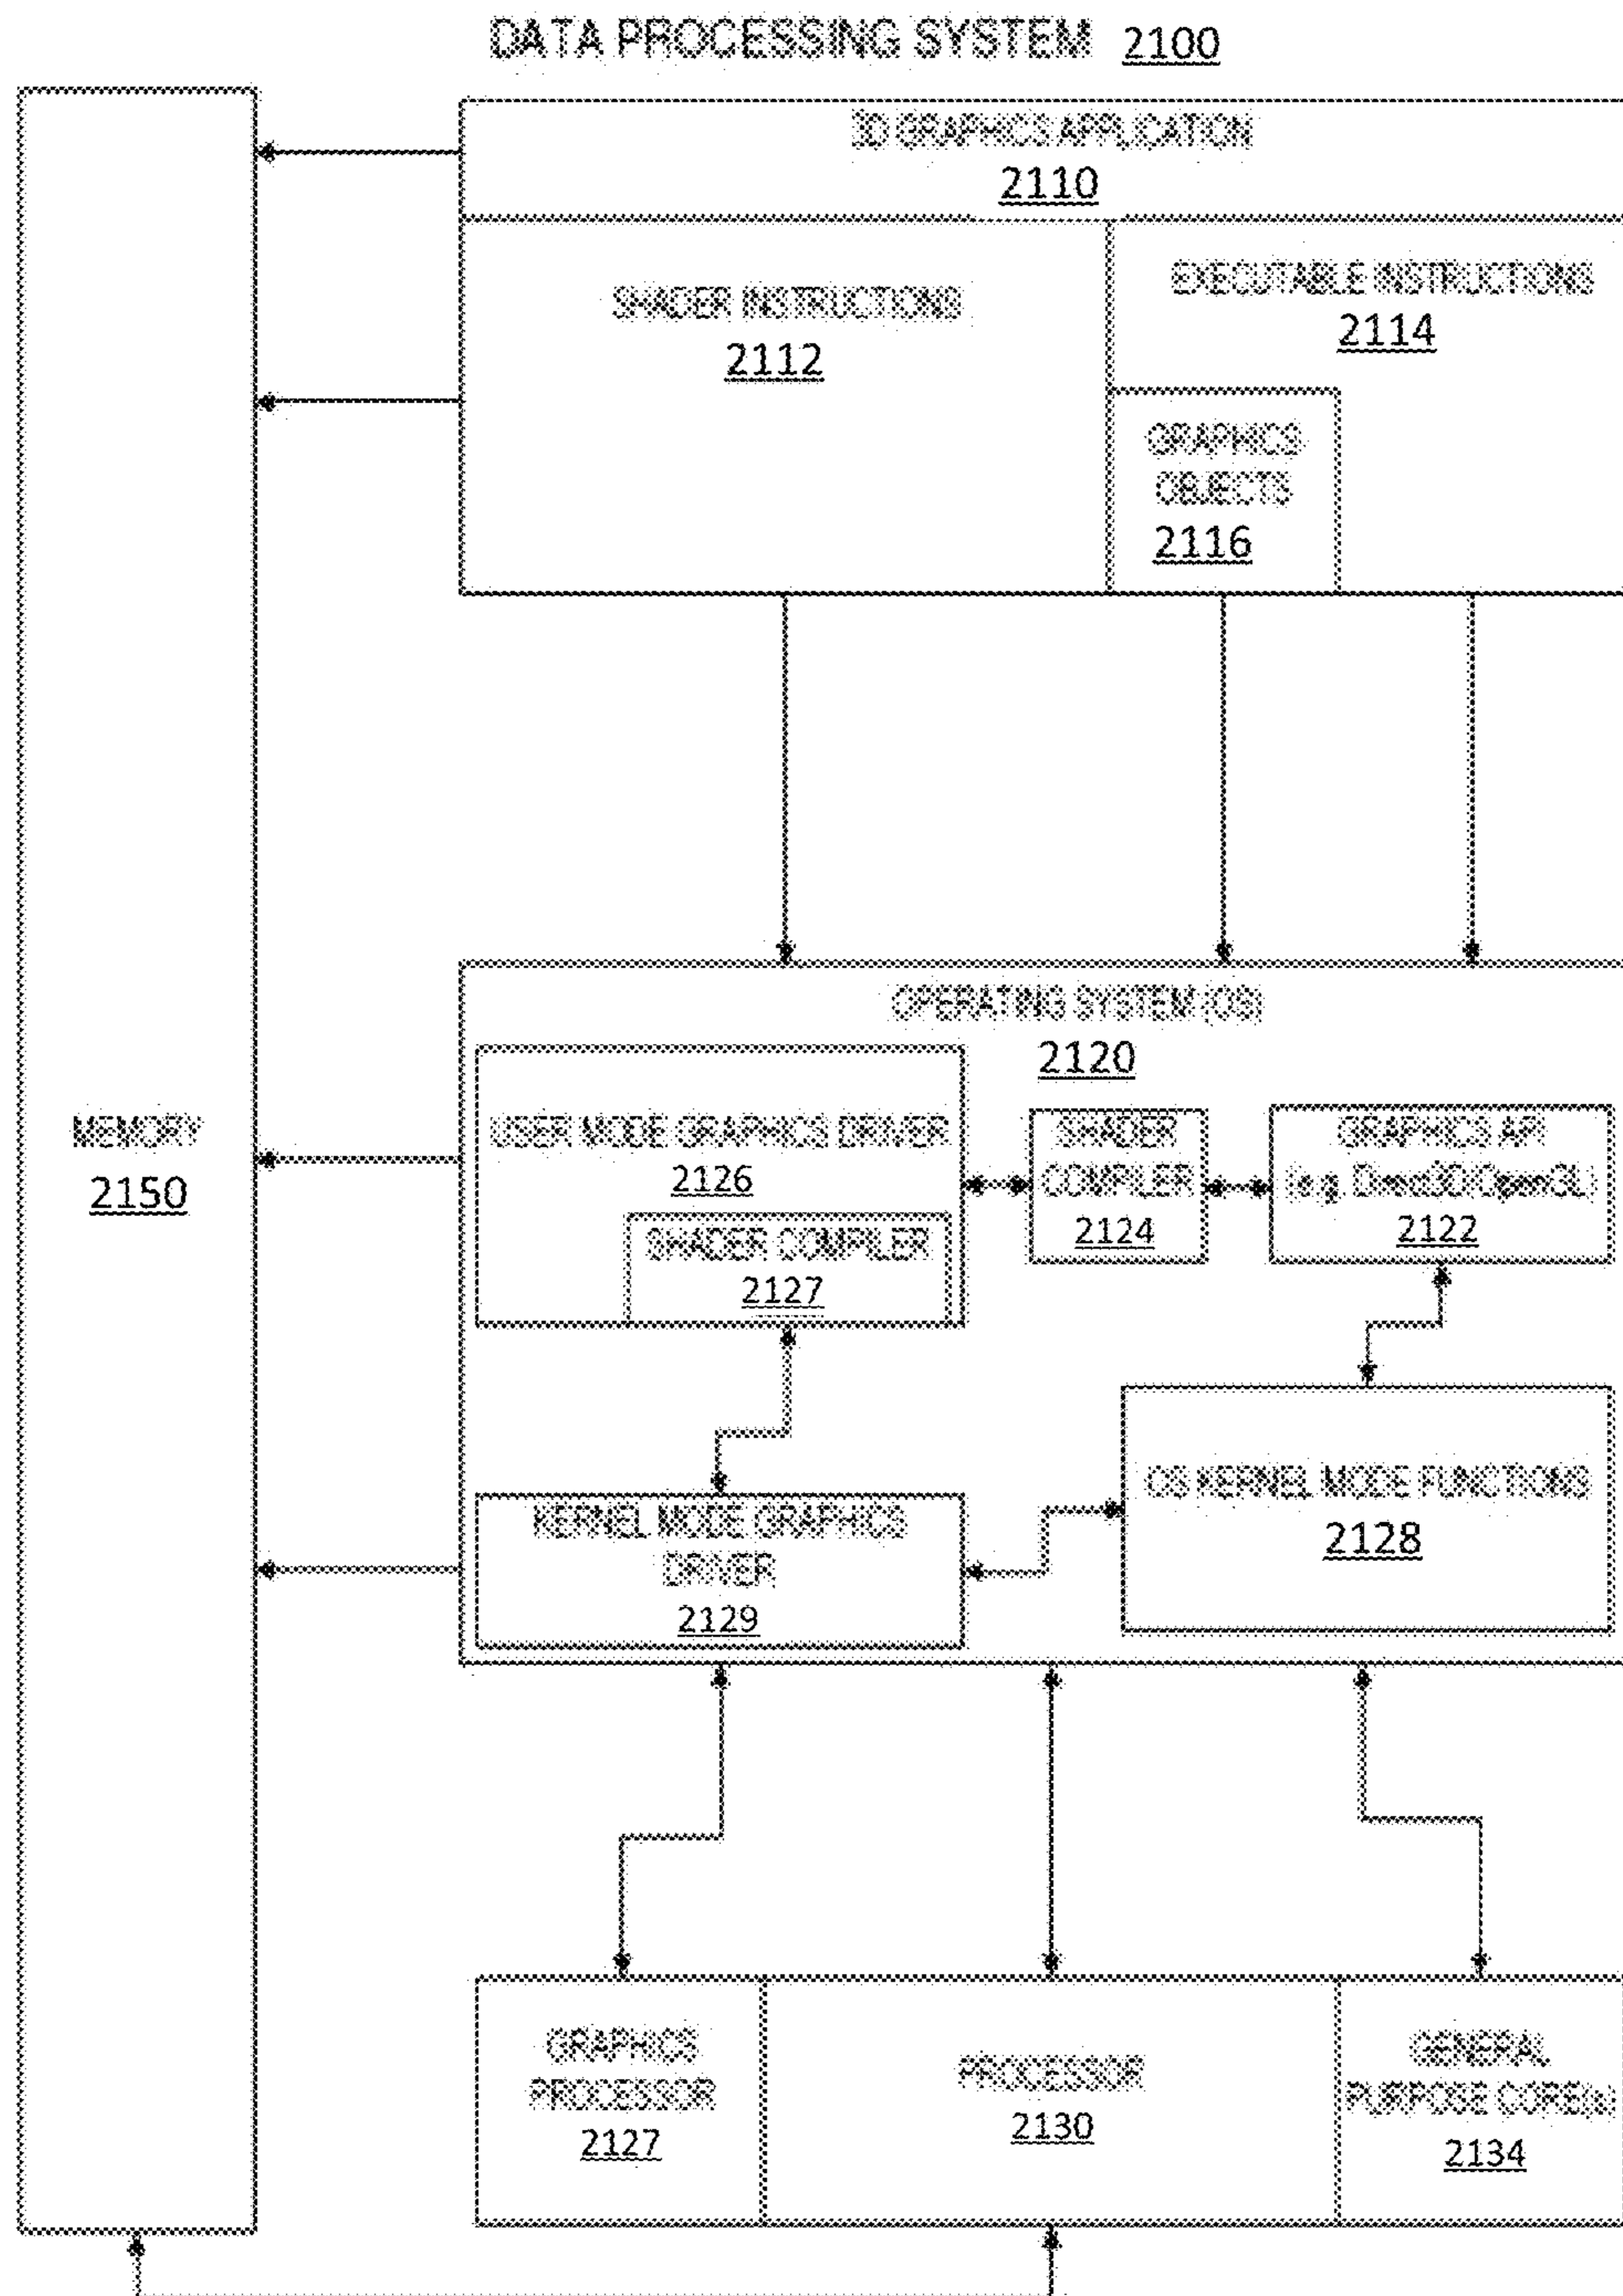 DATA PROCESSING SYSTEM 2100
3D GRAPHICS APPLICATION
2110
SHADER INSTRUCTIONS
2112
EXECUTABLE INSTRUCTIONS
2114
GRAPHICS
OBJECTS
2116
MEMORY
2150
OPERATING SYSTEM (OS)
2120
USER MODE GRAPHICS DRIVER
2126
SHADER COMPILER
2127
SHADER
COMPILER
2124
GRAPHICS API
(e.g. Direct3D/OpenGL)
2122
KERNEL MODE GRAPHICS
DRIVER
2129
OS KERNEL MODE FUNCTIONS
2128
GRAPHICS
PROCESSOR
2127
PROCESSOR
2130
GENERAL
PURPOSE CORE(s)
2134